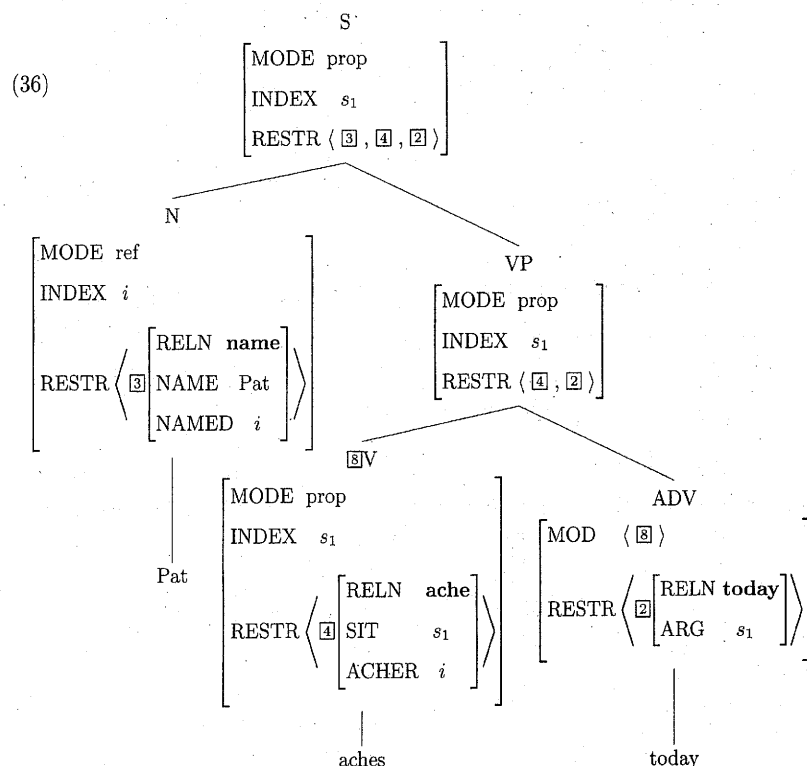 (36)
S
[MODE prop
INDEX s₁
RESTR ⟨ 3 , 4 , 2 ⟩]
N
[MODE ref
INDEX i
RESTR ⟨ 3 [RELN name
NAME Pat
NAMED i] ⟩]
VP
[MODE prop
INDEX s₁
RESTR ⟨ 4 , 2 ⟩]
Pat
8V
[MODE prop
INDEX s₁
RESTR ⟨ 4 [RELN ache
SIT s₁
ACHER i] ⟩]
aches
ADV
[MOD ⟨ 8 ⟩
RESTR ⟨ 2 [RELN today
ARG s₁] ⟩]
today